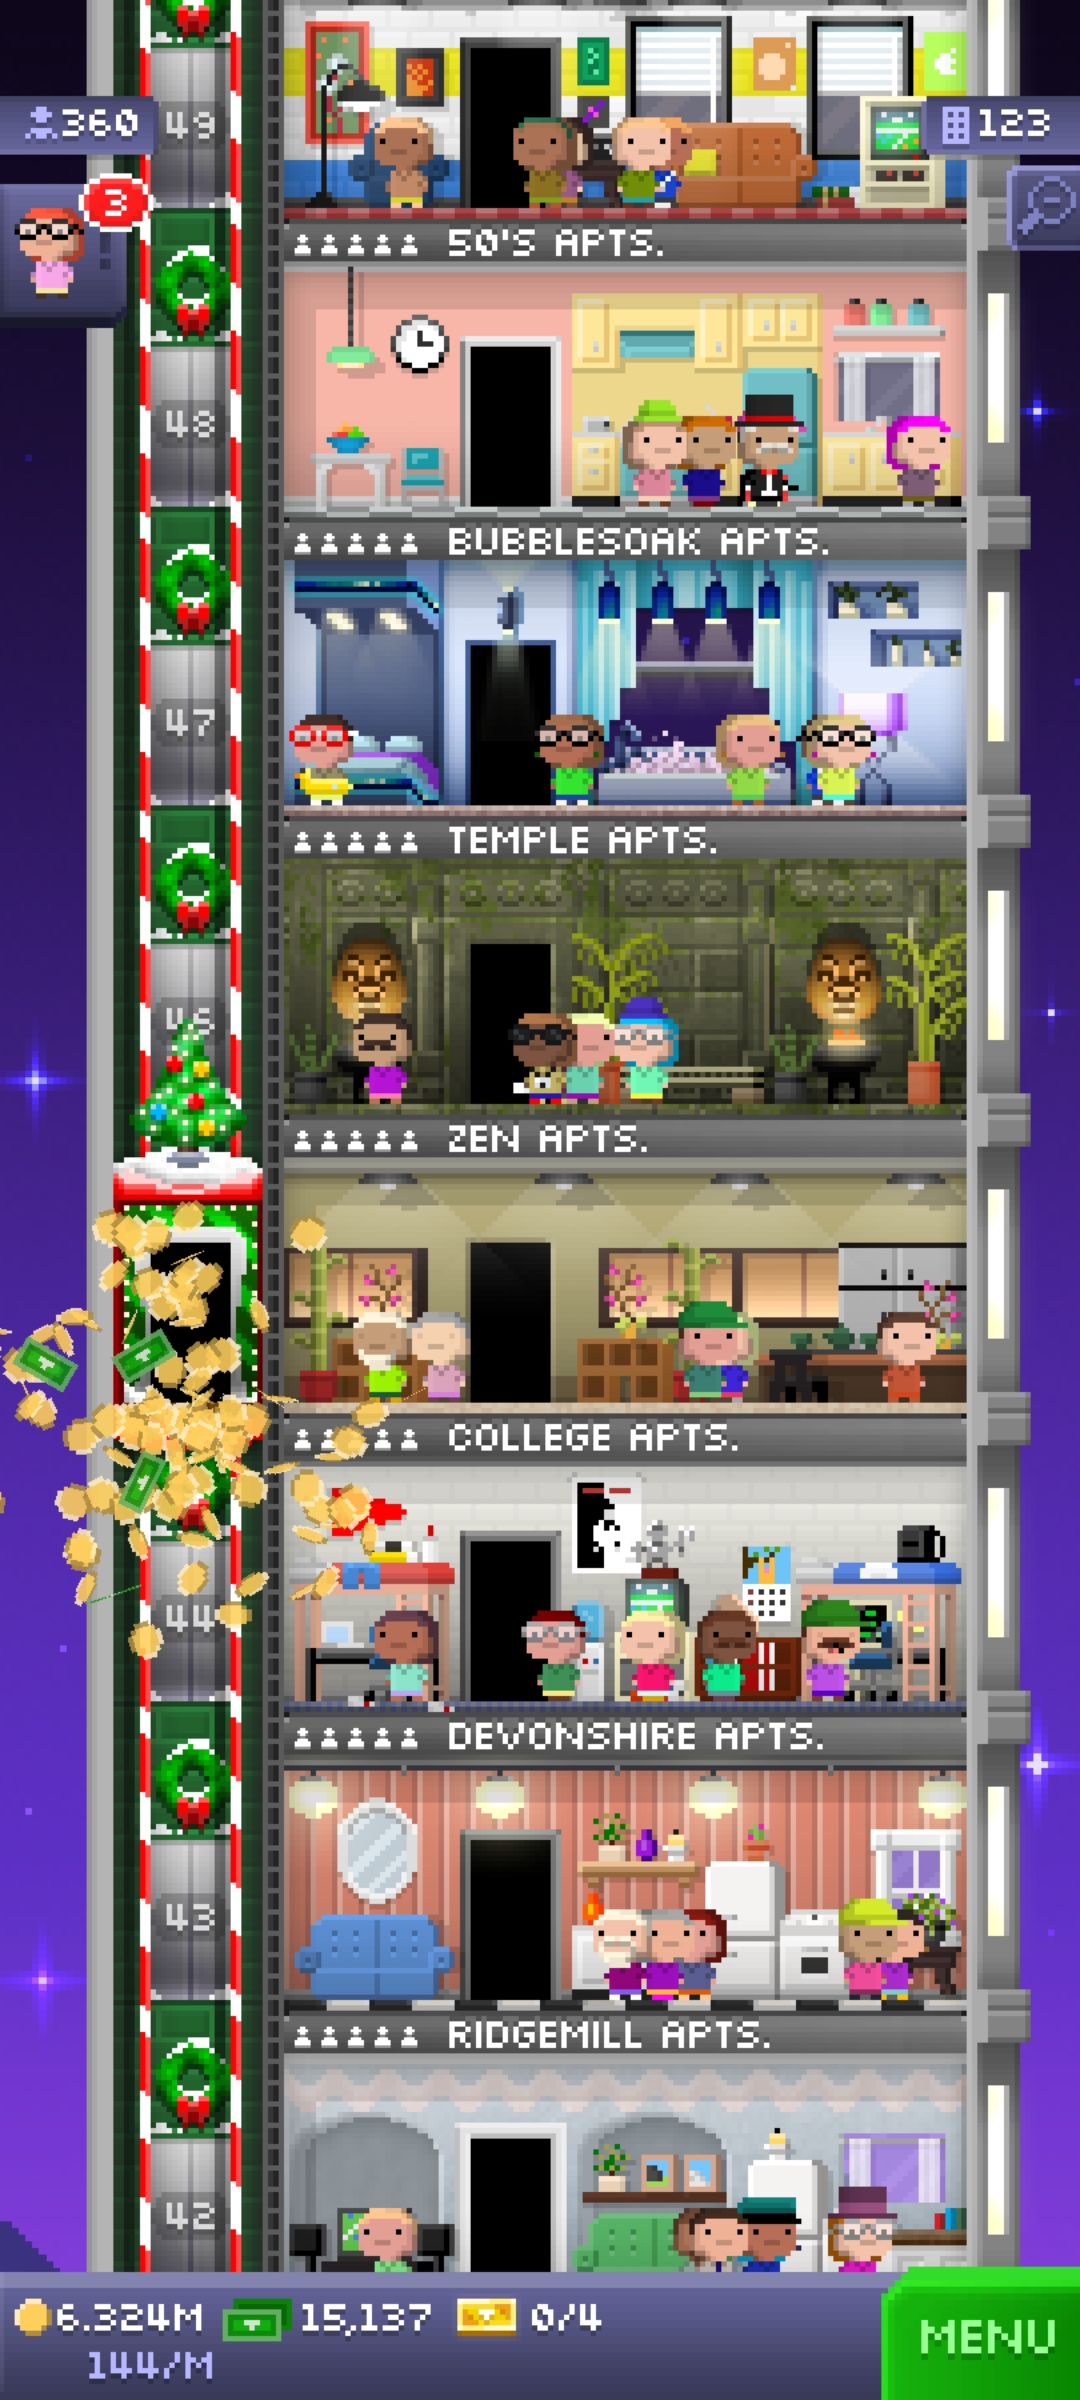 49
360
123
3
50'S APTS.
48
BUBBLESOAK APTS.
47
TEMPLE APTS.
46
ZEN APTS.
COLLEGE APTS.
44
DEVONSHIRE APTS.
43
RIDGEMILL APTS.
42
6.324M 15,137 0/4
144/M
MENU